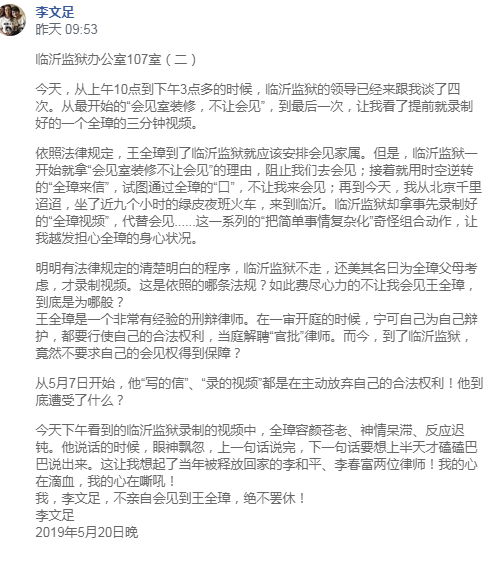 李文足
昨天 09:53
临沂监狱办公室107室（二）
今天，从上午10点到下午3点多的时候，临沂监狱的领导已经来跟我谈了四
次。从最开始的“会见室装修，不让会见”，到最后一次，让我看了提前就录制
好的一个全璋的三分钟视频。
依照法律规定，王全璋到了临沂监狱就应该安排会见家属。但是，临沂监狱一
开始就拿“会见室装修不让会见”的理由，阻止我们去会见；接着就用时空逆转
的“全璋来信”，试图通过全璋的“口”，不让我来会见；再到今天，我从北京千里
迢迢，坐了近九个小时的绿皮夜班火车，来到临沂。临沂监狱却拿事先录制好
的“全璋视频”，代替会见......这一系列的“把简单事情复杂化”奇怪组合动作，让
我越发担心全璋的身心状况。
明明有法律规定的清楚明白的程序，临沂监狱不走，还美其名曰为全璋父母考
虑，才录制视频。这是依照的哪条法规？如此费尽心力的不让我会见王全璋，
到底是为哪般？
王全璋是一个非常有经验的刑辩律师。在一审开庭的时候，宁可自己为自己辩
护，都要行使自己的合法权利，当庭解聘“官批”律师。而今，到了临沂监狱，
竟然不要求自己的会见权得到保障？
从5月7日开始，他“写的信”、“录的视频”都是在主动放弃自己的合法权利！他到
底遭受了什么？
今天下午看到的临沂监狱录制的视频中，全璋容颜苍老、神情呆滞、反应迟
钝。他说话的时候，眼神飘忽，上一句话说完，下一句话要想上半天才磕磕巴
巴说出来。这让我想起了当年被释放回家的李和平、李春富两位律师！我的心
在滴血，我的心在嘶吼！
我，李文足，不亲自会见到王全璋，绝不罢休！
李文足
2019年5月20日晚